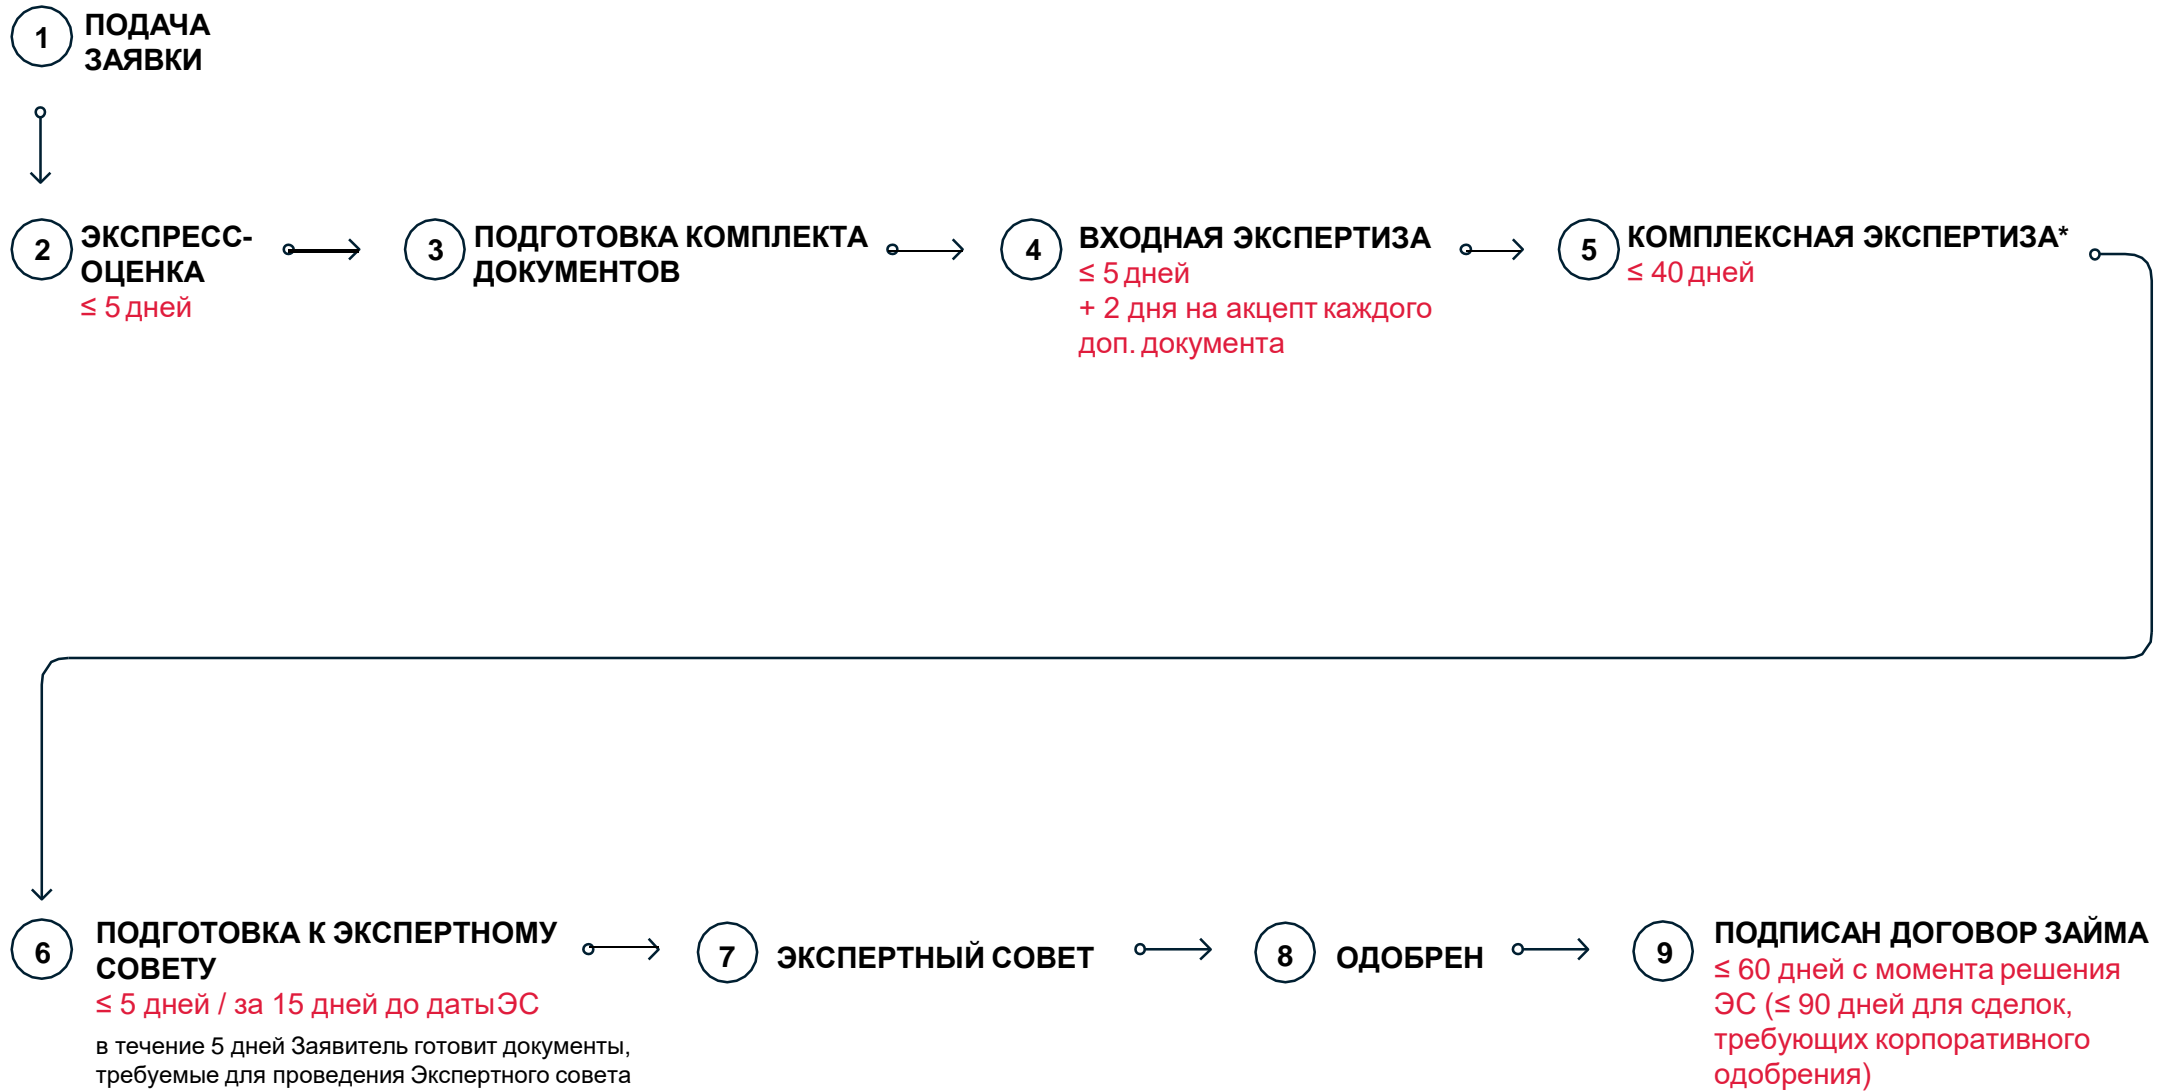 1
ПОДАЧА
ЗАЯВКИ
2
ЭКСПРЕСС-
ОЦЕНКА
≤ 5 дней
3
ПОДГОТОВКА КОМПЛЕКТА
ДОКУМЕНТОВ
4
ВХОДНАЯ ЭКСПЕРТИЗА
≤ 5 дней
+ 2 дня на акцепт каждого
доп. документа
5
КОМПЛЕКСНАЯ ЭКСПЕРТИЗА*
≤ 40 дней
6
ПОДГОТОВКА К ЭКСПЕРТНОМУ
СОВЕТУ
≤ 5 дней / за 15 дней до даты ЭС
в течение 5 дней Заявитель готовит документы,
требуемые для проведения Экспертного совета
7
ЭКСПЕРТНЫЙ СОВЕТ
8
ОДОБРЕН
9
ПОДПИСАН ДОГОВОР ЗАЙМА
≤ 60 дней с момента решения
ЭС (≤ 90 дней для сделок,
требующих корпоративного
одобрения)